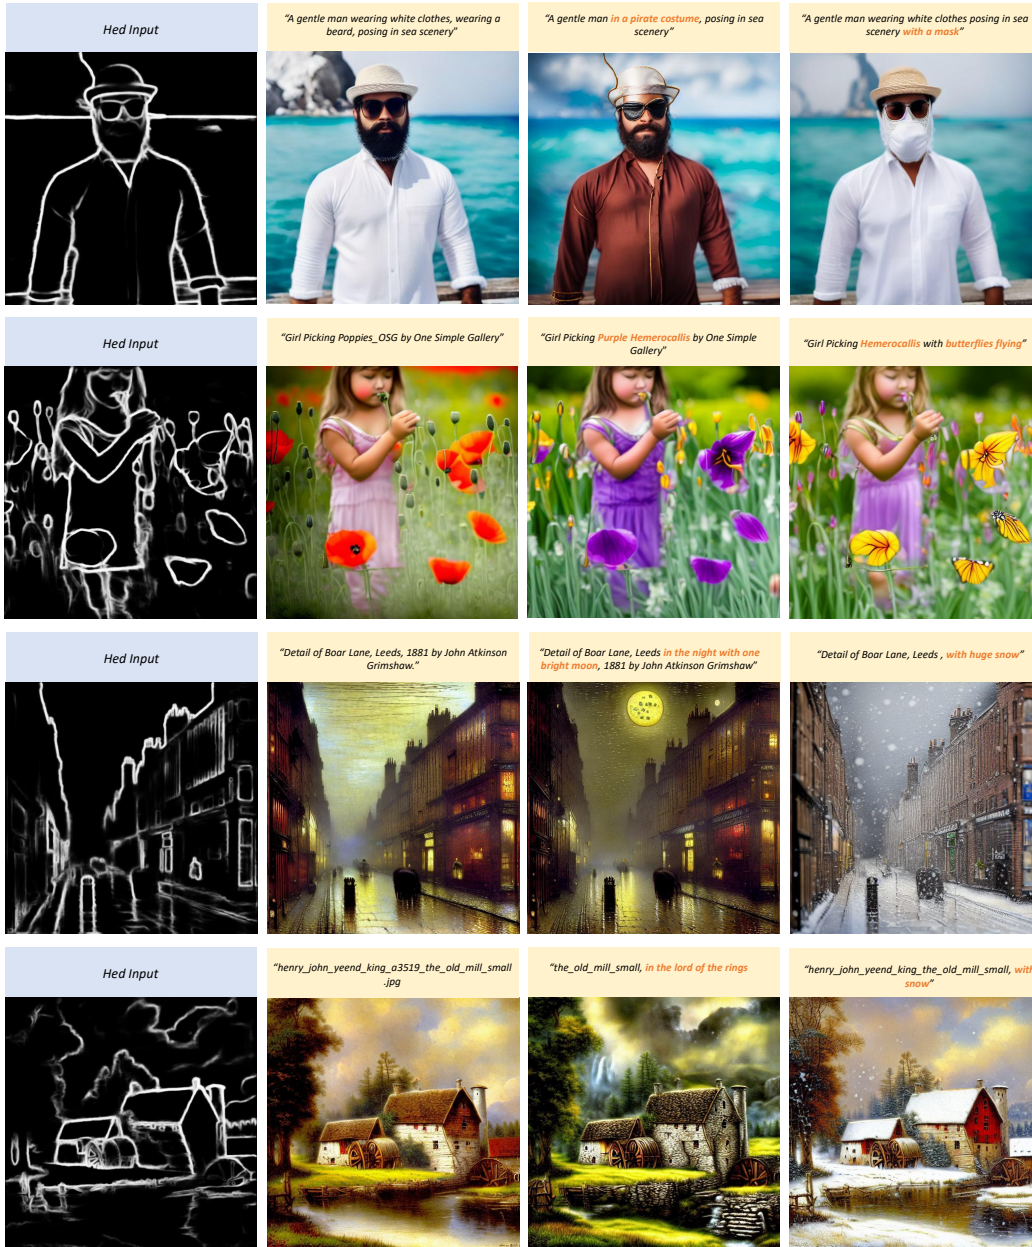 Hed Input
“A gentle man wearing white clothes, wearing a
beard, posing in sea scenery”
“A gentle man in a pirate costume, posing in sea
scenery”
“A gentle man wearing white clothes posing in sea
scenery with a mask”
Hed Input
“Girl Picking Poppies_OSG by One Simple Gallery”
“Girl Picking Purple Hemerocallis by One Simple
Gallery”
“Girl Picking Hemerocallis with butterflies flying”
Hed Input
“Detail of Boar Lane, Leeds, 1881 by John Atkinson
Grimshaw.”
“Detail of Boar Lane, Leeds in the night with one
bright moon, 1881 by John Atkinson Grimshaw”
“Detail of Boar Lane, Leeds , with huge snow”
Hed Input
“henry_john_yeend_king_a3519_the_old_mill_small
.jpg
“the_old_mill_small, in the lord of the rings
“henry_john_yeend_king_the_old_mill_small, with
snow”